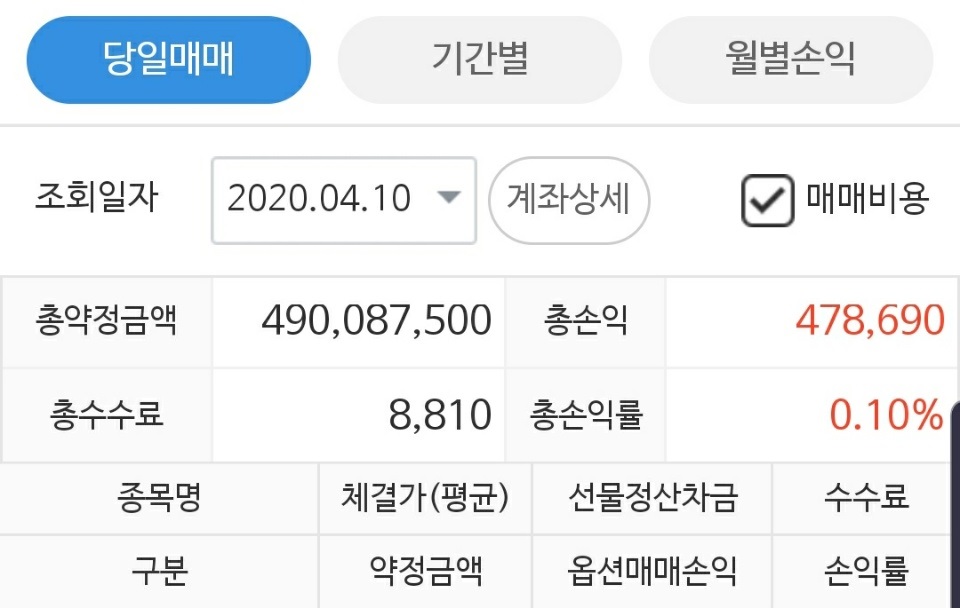 당일매매 기간별 월별손익
조회일자 2020.04.10 계좌상세 매매비용
총약정금액 490,087,500 총손익 478,690
총수수료 8,810 총손익률 0.10%
종목명 체결가(평균) 선물정산차금 수수료
구분 약정금액 옵션매매손익 손익률